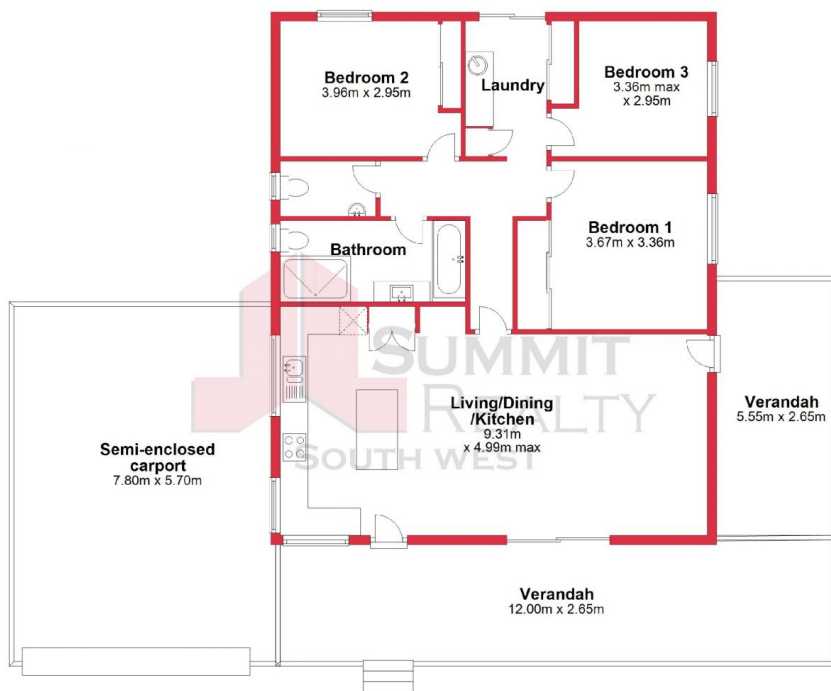 Bedroom 2
3.96m x 2.95m
Laundry
Bedroom 3
3.36m max
x 2.95m
Bedroom 1
3.67m x 3.36m
Bathroom
SUMMIT
REALTY
SOUTH WEST
Living/Dining
/Kitchen
9.31m
x 4.99m max
Verandah
5.55m x 2.65m
Semi-enclosed
carport
7.80m x 5.70m
Verandah
12.00m x 2.65m